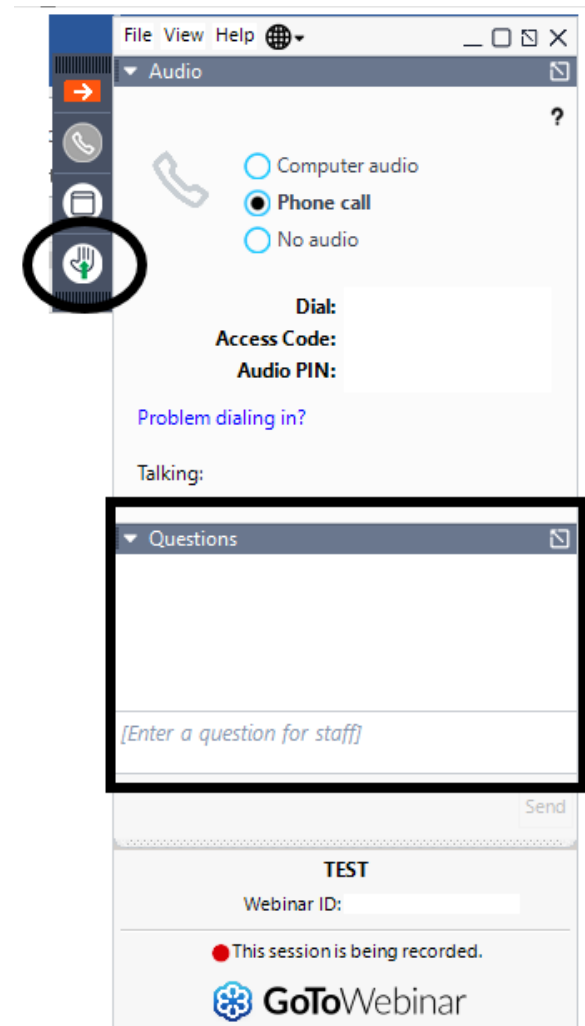 File View Help
Audio
?
Computer audio
Phone call
No audio
Dial:
Access Code:
Audio PIN:
Problem dialing in?
Talking:
Questions
[Enter a question for staff]
Send
TEST
Webinar ID:
This session is being recorded.
GoToWebinar